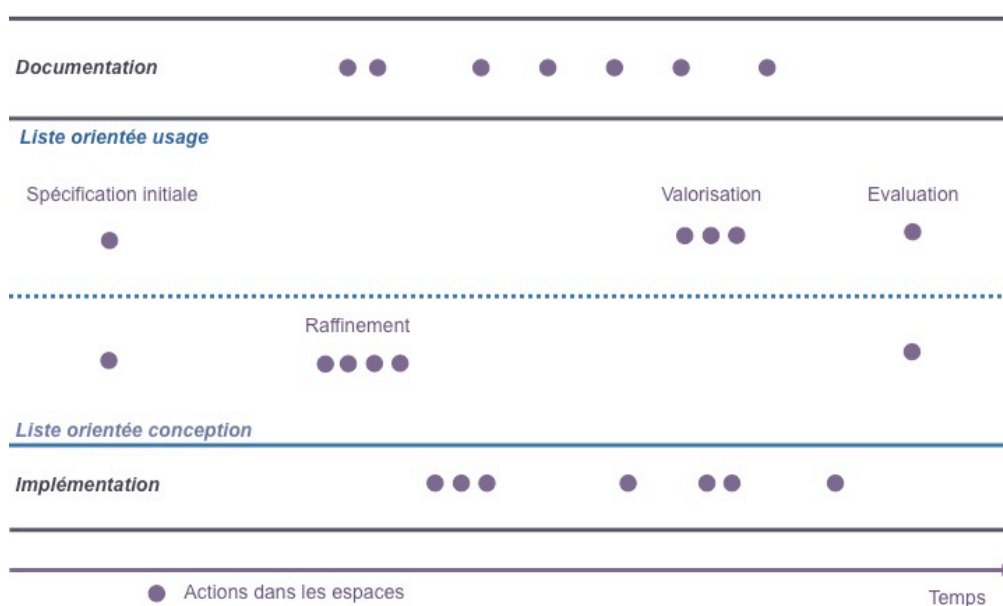 Documentation
Liste orientée usage
Spécification initiale
Valorisation
Evaluation
Raffinement
Liste orientée conception
Implémentation
Actions dans les espaces
Temps